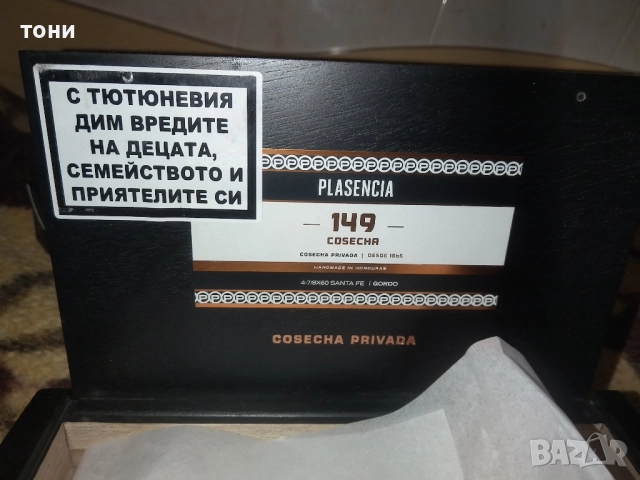 ТОНИ
С ТЮТЮНЕВИЯ
ДИМ ВРЕДИТЕ
НА ДЕЦАТА,
СЕМЕЙСТВОТО И
ПРИЯТЕЛИТЕ СИ
PLASENCIA
— 149 —
COSECHA
COSECHA PRIVADA | DESDE 1865
HANDMADE IN HONDURAS
4-7/8X60 SANTA FE | GORDO
COSECHA PRIVADA
BAZAR